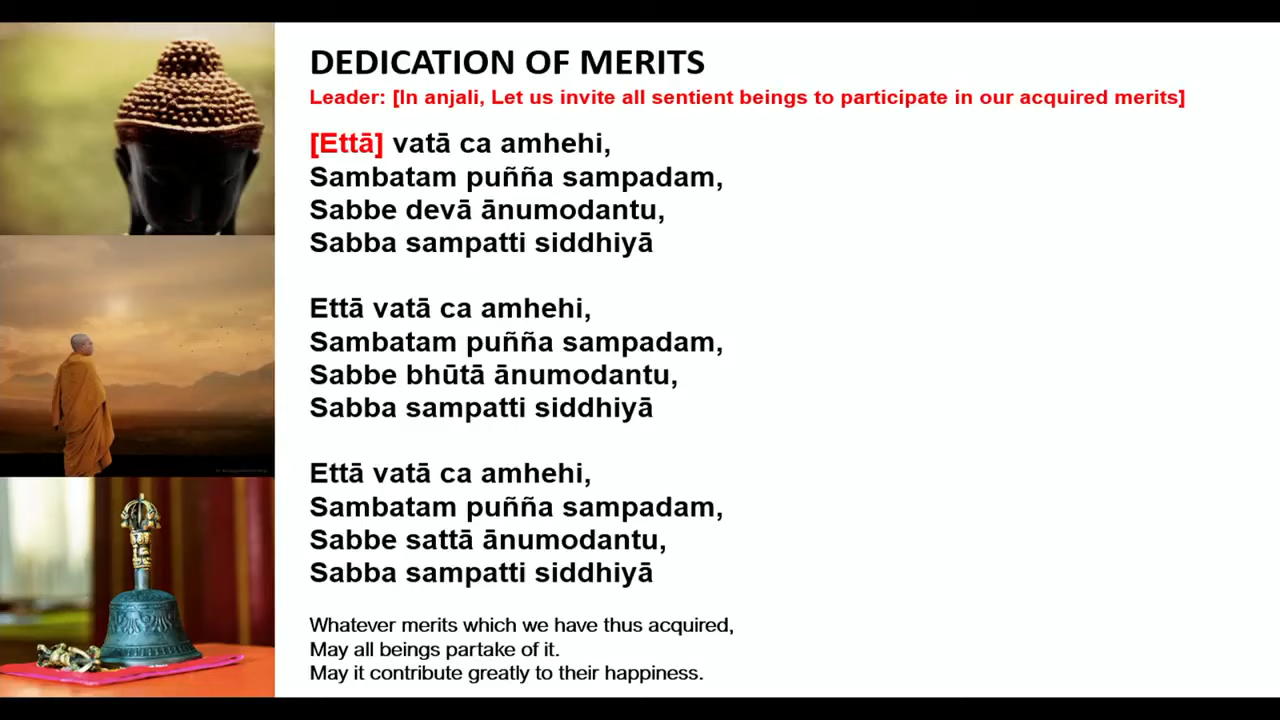 DEDICATION OF MERITS
Leader: [In anjali, Let us invite all sentient beings to participate in our acquired merits]
[Ettā] vatā ca amhehi,
Sambatam puñña sampadam,
Sabbe devā ānumodantu,
Sabba sampatti siddhiyā
Ettā vatā ca amhehi,
Sambatam puñña sampadam,
Sabbe bhūtā ānumodantu,
Sabba sampatti siddhiyā
Ettā vatā ca amhehi,
Sambatam puñña sampadam,
Sabbe sattā ānumodantu,
Sabba sampatti siddhiyā
Whatever merits which we have thus acquired,
May all beings partake of it.
May it contribute greatly to their happiness.